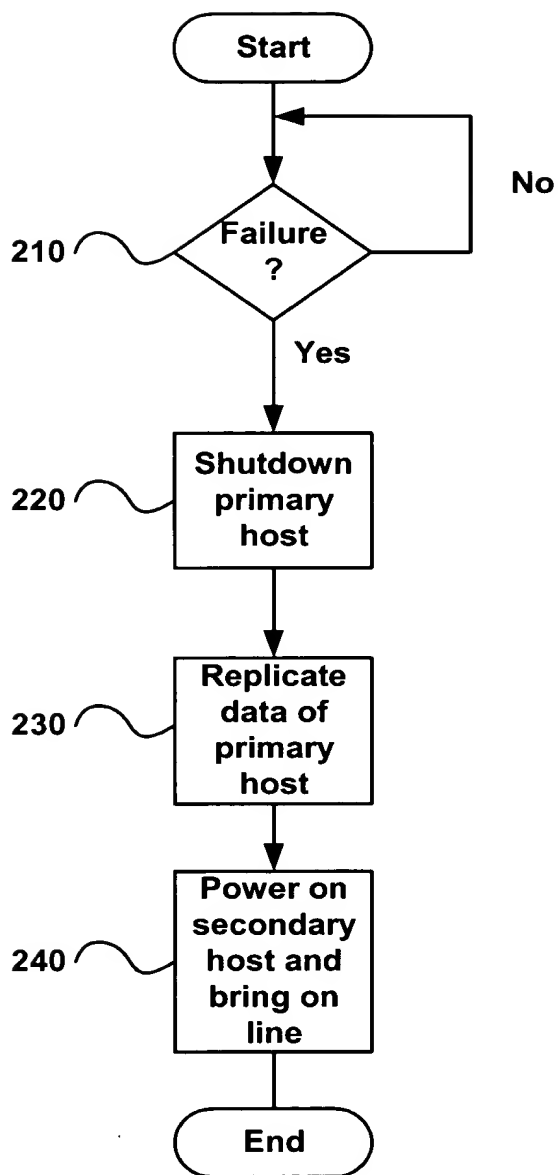 Start
No
210
Failure
?
Yes
220
Shutdown
primary
host
230
Replicate
data of
primary
host
240
Power on
secondary
host and
bring on
line
End